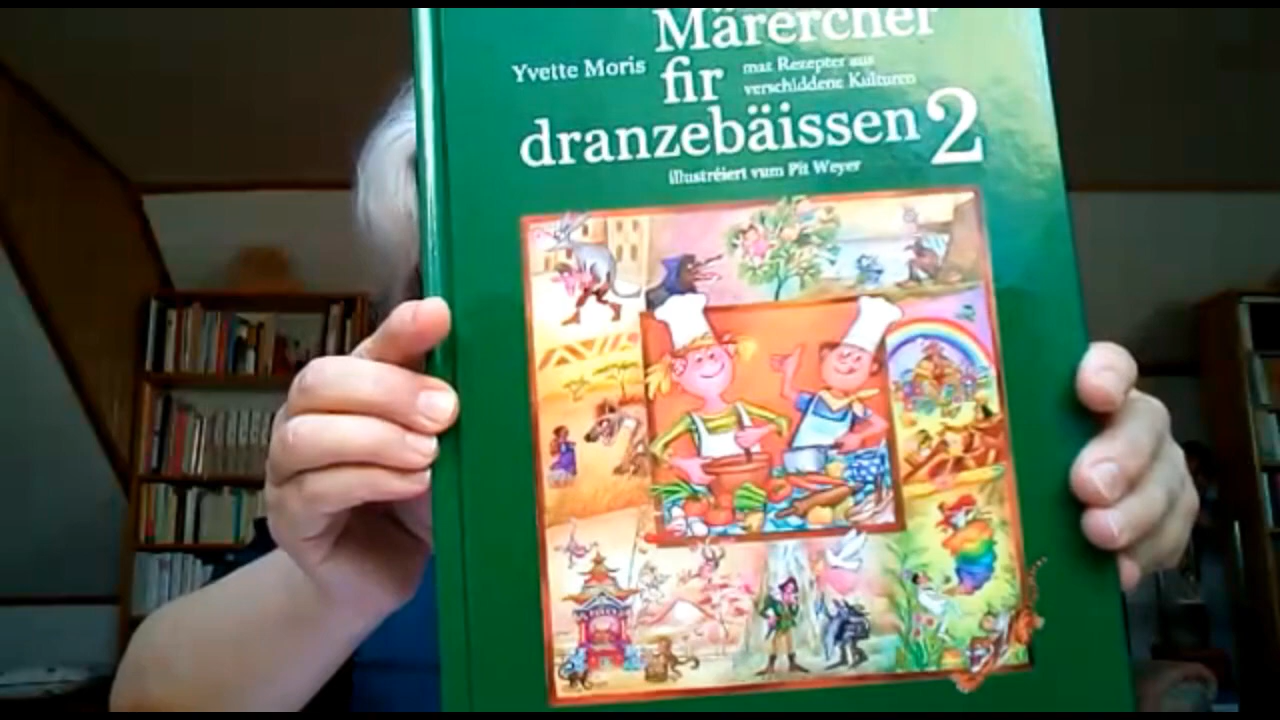 Märercher
Yvette Moris
fir
mat Rezepter aus
verschiddene Kulturen
dranzebäissen 2
illustréiert vum Pit Weyer